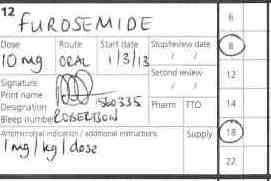 12 FUROSEMIDE
6
Dose Route Start date Stop/review date
8
10 mg ORAL 1/3/13 / /
Second review
12
Signature / /
Print name
Designation 560335 Pharm TTO 14
Bleep number ROBERTSON
Antimicrobial indication / additional instructions Supply 18
1mg/kg/dose
22